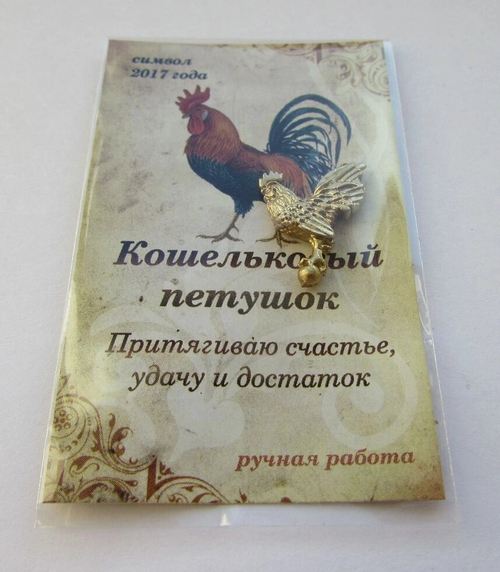 символ
2017 года
Кошельковый
петушок
Притягиваю счастье,
удачу и достаток
ручная работа